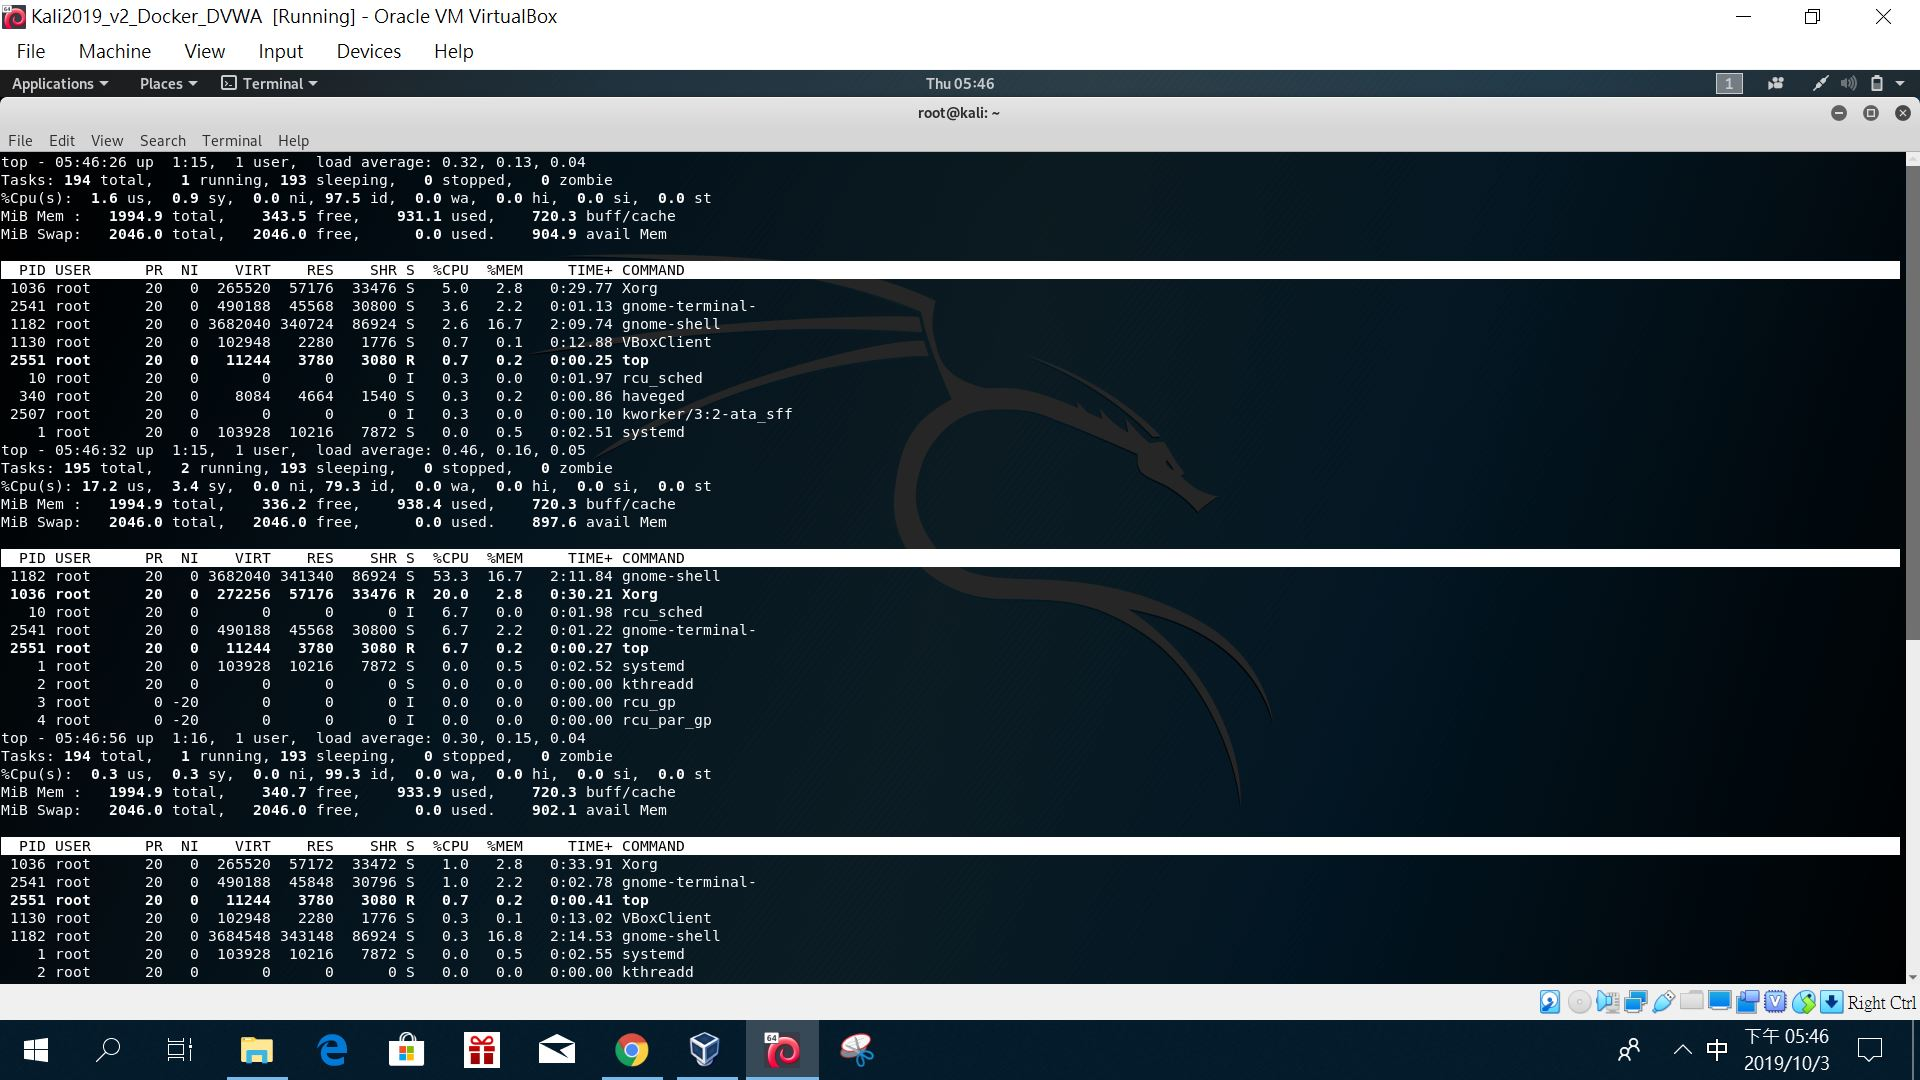 Kali2019_v2_Docker_DVWA [Running] - Oracle VM VirtualBox
File Machine View Input Devices Help
Applications Places Terminal Thu 05:46 1
root@kali: ~
File Edit View Search Terminal Help
top - 05:46:26 up  1:15,  1 user,  load average: 0.32, 0.13, 0.04
Tasks: 194 total,   1 running, 193 sleeping,   0 stopped,   0 zombie
%Cpu(s):  1.6 us,  0.9 sy,  0.0 ni, 97.5 id,  0.0 wa,  0.0 hi,  0.0 si,  0.0 st
MiB Mem :   1994.9 total,    343.5 free,    931.1 used,    720.3 buff/cache
MiB Swap:   2046.0 total,   2046.0 free,      0.0 used.    904.9 avail Mem
PID USER      PR  NI    VIRT    RES    SHR S  %CPU  %MEM     TIME+ COMMAND
1036 root      20   0  265520  57176  33476 S   5.0   2.8   0:29.77 Xorg
2541 root      20   0  490188  45568  30800 S   3.6   2.2   0:01.13 gnome-terminal-
1182 root      20   0 3682040 340724  86924 S   2.6  16.7   2:09.74 gnome-shell
1130 root      20   0  102948   2280   1776 S   0.7   0.1   0:12.88 VBoxClient
2551 root      20   0   11244   3780   3080 R   0.7   0.2   0:00.25 top
10 root      20   0       0      0      0 I   0.3   0.0   0:01.97 rcu_sched
340 root      20   0    8084   4664   1540 S   0.3   0.2   0:00.86 haveged
2507 root      20   0       0      0      0 I   0.3   0.0   0:00.10 kworker/3:2-ata_sff
1 root      20   0  103928  10216   7872 S   0.0   0.5   0:02.51 systemd
top - 05:46:32 up  1:15,  1 user,  load average: 0.46, 0.16, 0.05
Tasks: 195 total,   2 running, 193 sleeping,   0 stopped,   0 zombie
%Cpu(s): 17.2 us,  3.4 sy,  0.0 ni, 79.3 id,  0.0 wa,  0.0 hi,  0.0 si,  0.0 st
MiB Mem :   1994.9 total,    336.2 free,    938.4 used,    720.3 buff/cache
MiB Swap:   2046.0 total,   2046.0 free,      0.0 used.    897.6 avail Mem
PID USER      PR  NI    VIRT    RES    SHR S  %CPU  %MEM     TIME+ COMMAND
1182 root      20   0 3682040 341340  86924 S  53.3  16.7   2:11.84 gnome-shell
1036 root      20   0  272256  57176  33476 R  20.0   2.8   0:30.21 Xorg
10 root      20   0       0      0      0 I   6.7   0.0   0:01.98 rcu_sched
2541 root      20   0  490188  45568  30800 S   6.7   2.2   0:01.22 gnome-terminal-
2551 root      20   0   11244   3780   3080 R   6.7   0.2   0:00.27 top
1 root      20   0  103928  10216   7872 S   0.0   0.5   0:02.52 systemd
2 root      20   0       0      0      0 S   0.0   0.0   0:00.00 kthreadd
3 root       0 -20       0      0      0 I   0.0   0.0   0:00.00 rcu_gp
4 root       0 -20       0      0      0 I   0.0   0.0   0:00.00 rcu_par_gp
top - 05:46:56 up  1:16,  1 user,  load average: 0.30, 0.15, 0.04
Tasks: 194 total,   1 running, 193 sleeping,   0 stopped,   0 zombie
%Cpu(s):  0.3 us,  0.3 sy,  0.0 ni, 99.3 id,  0.0 wa,  0.0 hi,  0.0 si,  0.0 st
MiB Mem :   1994.9 total,    340.7 free,    933.9 used,    720.3 buff/cache
MiB Swap:   2046.0 total,   2046.0 free,      0.0 used.    902.1 avail Mem
PID USER      PR  NI    VIRT    RES    SHR S  %CPU  %MEM     TIME+ COMMAND
1036 root      20   0  265520  57172  33472 S   1.0   2.8   0:33.91 Xorg
2541 root      20   0  490188  45848  30796 S   1.0   2.2   0:02.78 gnome-terminal-
2551 root      20   0   11244   3780   3080 R   0.7   0.2   0:00.41 top
1130 root      20   0  102948   2280   1776 S   0.3   0.1   0:13.02 VBoxClient
1182 root      20   0 3684548 343148  86924 S   0.3  16.8   2:14.53 gnome-shell
1 root      20   0  103928  10216   7872 S   0.0   0.5   0:02.55 systemd
2 root      20   0       0      0      0 S   0.0   0.0   0:00.00 kthreadd
Right Ctrl
64
中
下午 05:46
2019/10/3